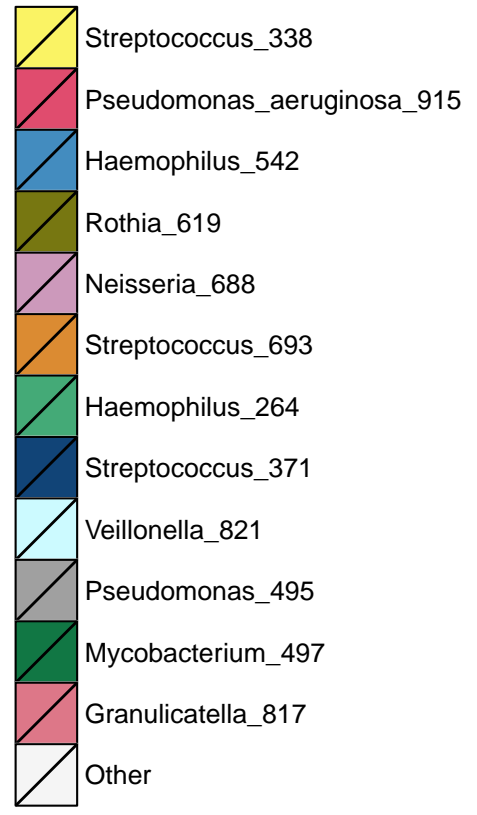 Streptococcus_338
Pseudomonas_aeruginosa_915
Haemophilus_542
Rothia_619
Neisseria_688
Streptococcus_693
Haemophilus_264
Streptococcus_371
Veillonella_821
Pseudomonas_495
Mycobacterium_497
Granulicatella_817
Other